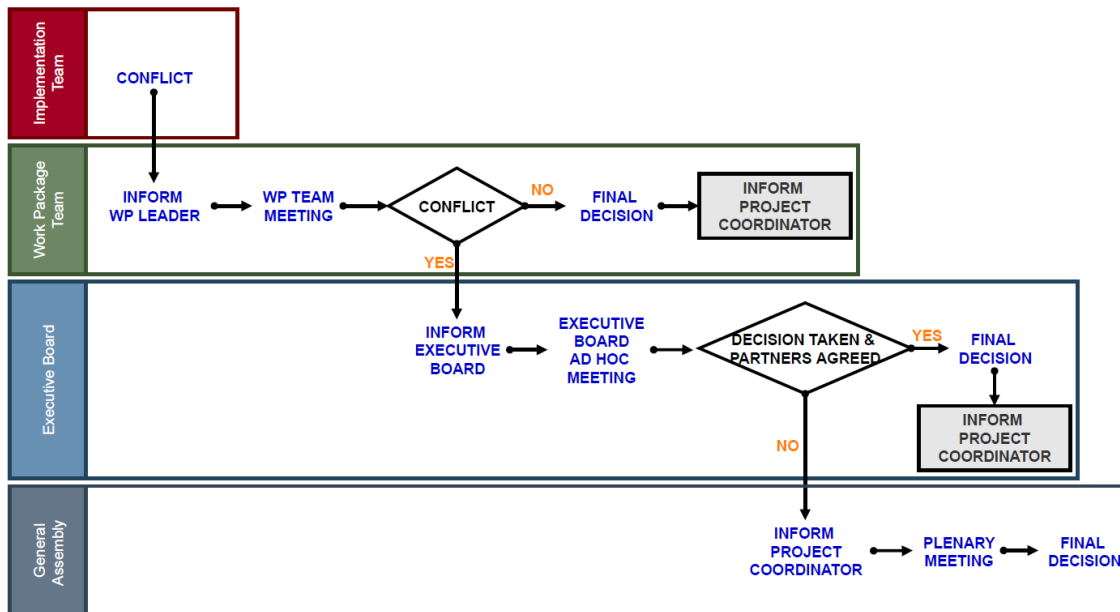 Implementation
Team
CONFLICT
Work Package
Team
INFORM
WP LEADER
WP TEAM
MEETING
CONFLICT
NO
FINAL
DECISION
INFORM
PROJECT
COORDINATOR
YES
Executive Board
INFORM
EXECUTIVE
BOARD
EXECUTIVE
BOARD
AD HOC
MEETING
DECISION TAKEN &
PARTNERS AGREED
YES
FINAL
DECISION
INFORM
PROJECT
COORDINATOR
NO
General
Assembly
INFORM
PROJECT
COORDINATOR
PLENARY
MEETING
FINAL
DECISION